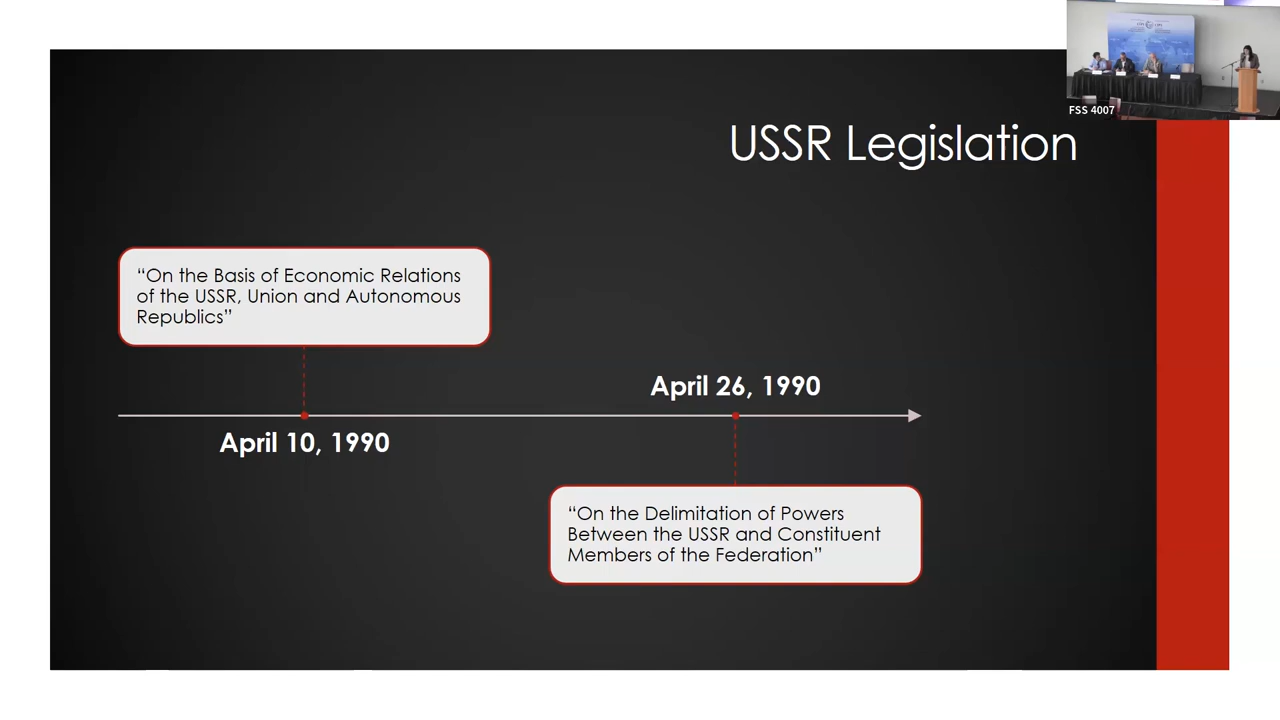 FSS 4007
USSR Legislation
“On the Basis of Economic Relations
of the USSR, Union and Autonomous
Republics”
April 26, 1990
April 10, 1990
“On the Delimitation of Powers
Between the USSR and Constituent
Members of the Federation”